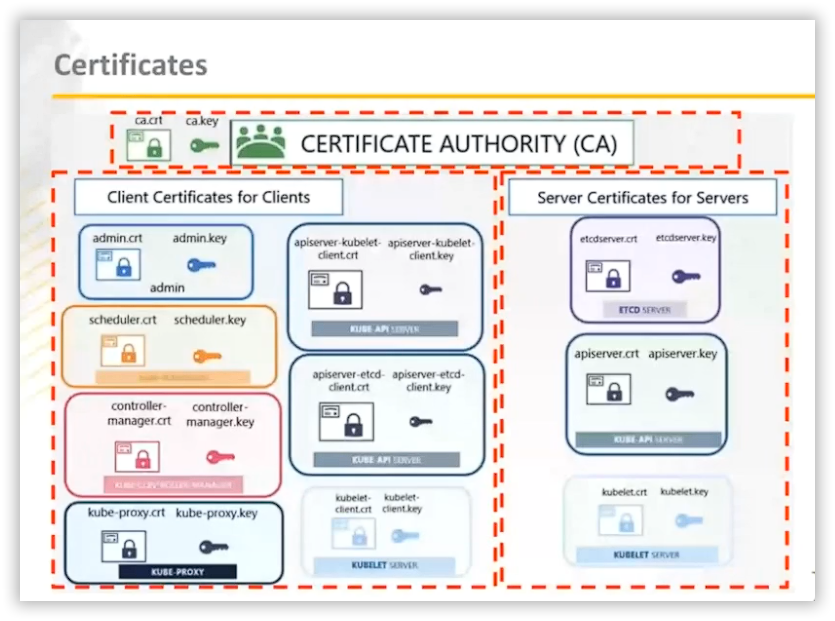 Certificates
ca.crt
ca.key
CERTIFICATE AUTHORITY (CA)
Client Certificates for Clients
admin.crt
admin.key
admin
scheduler.crt
scheduler.key
controller-
manager.crt
controller-
manager.key
KUBE-CONTROLLER-MANAGER
kube-proxy.crt
kube-proxy.key
KUBE-PROXY
apiserver-kubelet-
client.crt
apiserver-kubelet-
client.key
KUBE-API SERVER
apiserver-etcd-
client.crt
apiserver-etcd-
client.key
KUBE-API SERVER
kubelet-
client.crt
kubelet-
client.key
KUBELET SERVER
Server Certificates for Servers
etcdserver.crt
etcdserver.key
ETCD SERVER
apiserver.crt
apiserver.key
KUBE-API SERVER
kubelet.crt
kubelet.key
KUBELET SERVER